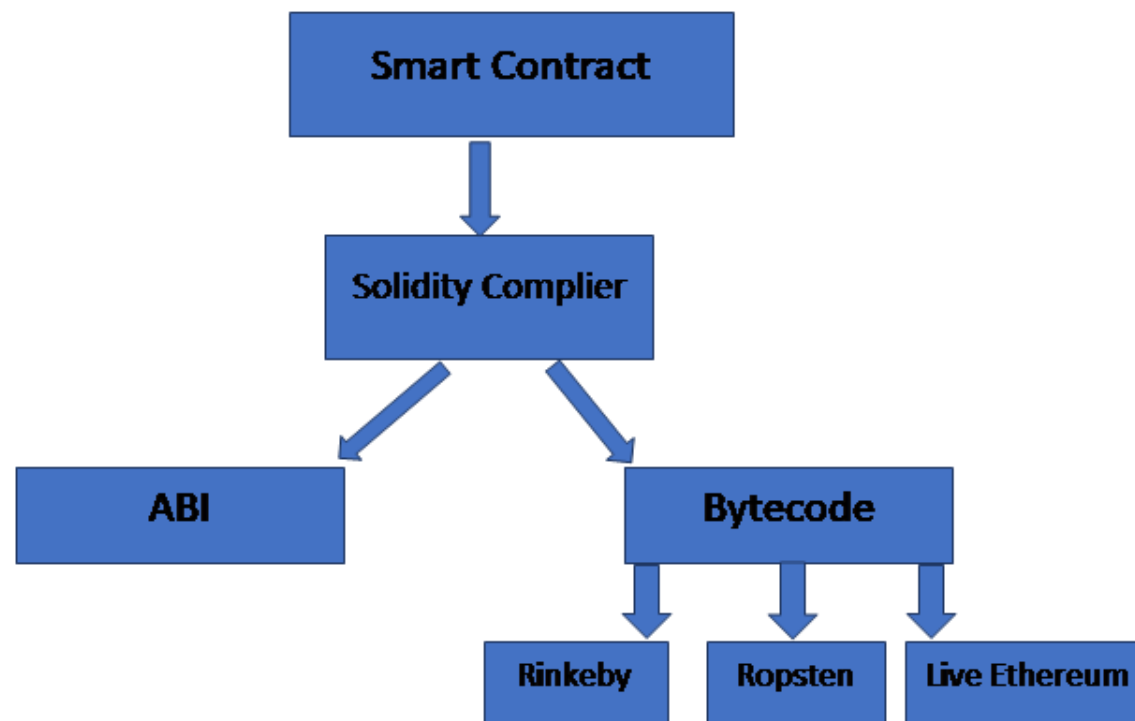 Smart Contract
Solidity Complier
ABI
Bytecode
Rinkeby
Ropsten
Live Ethereum